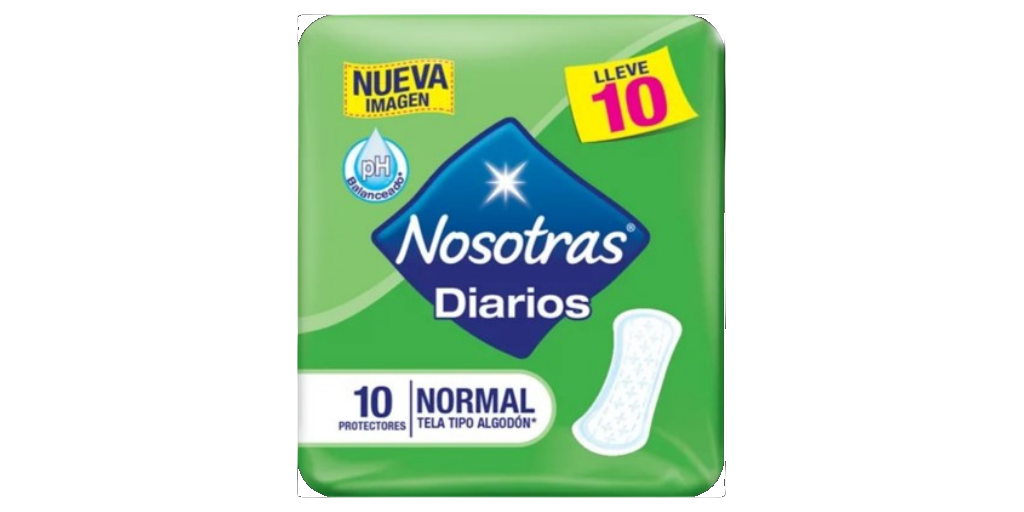 NUEVA
IMAGEN
LLEVE
10
pH
Balanceado*
Nosotras®
Diarios
10
PROTECTORES
NORMAL
TELA TIPO ALGODÓN*